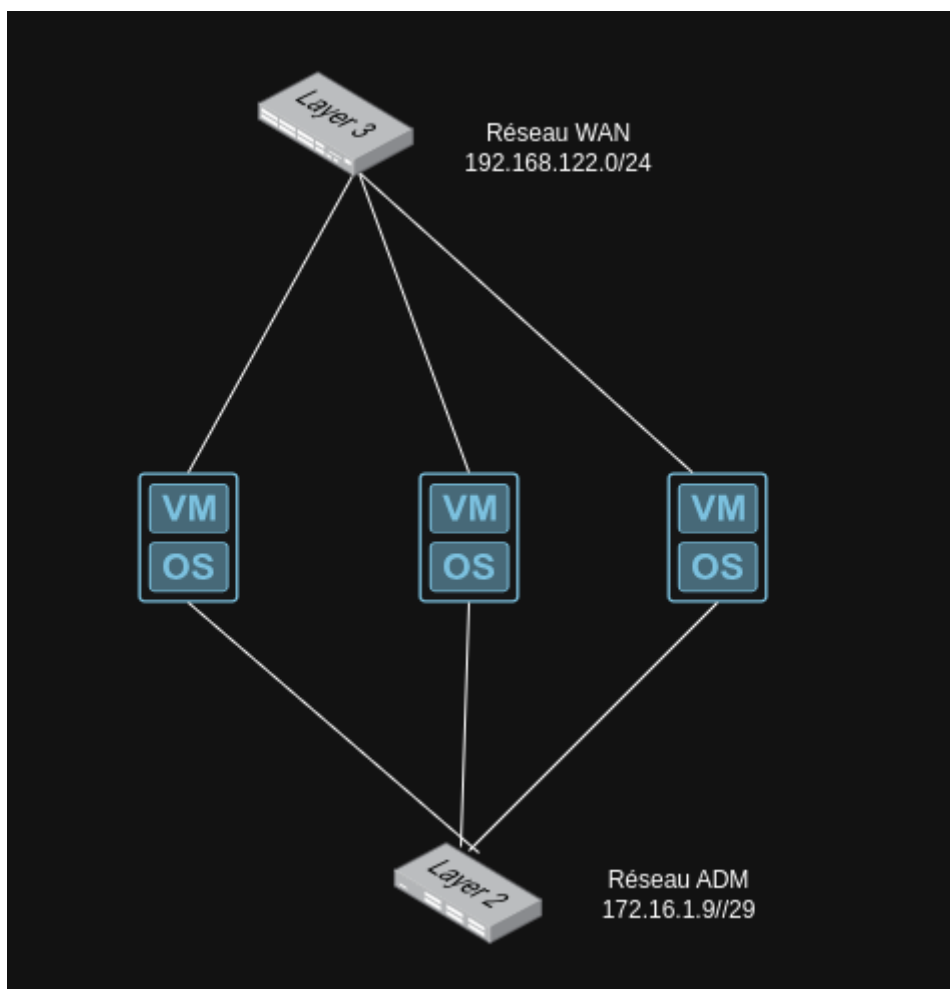 Layer 3
Réseau WAN
192.168.122.0/24
VM
VM
VM
OS
OS
OS
Layer 2
Réseau ADM
172.16.1.9//29